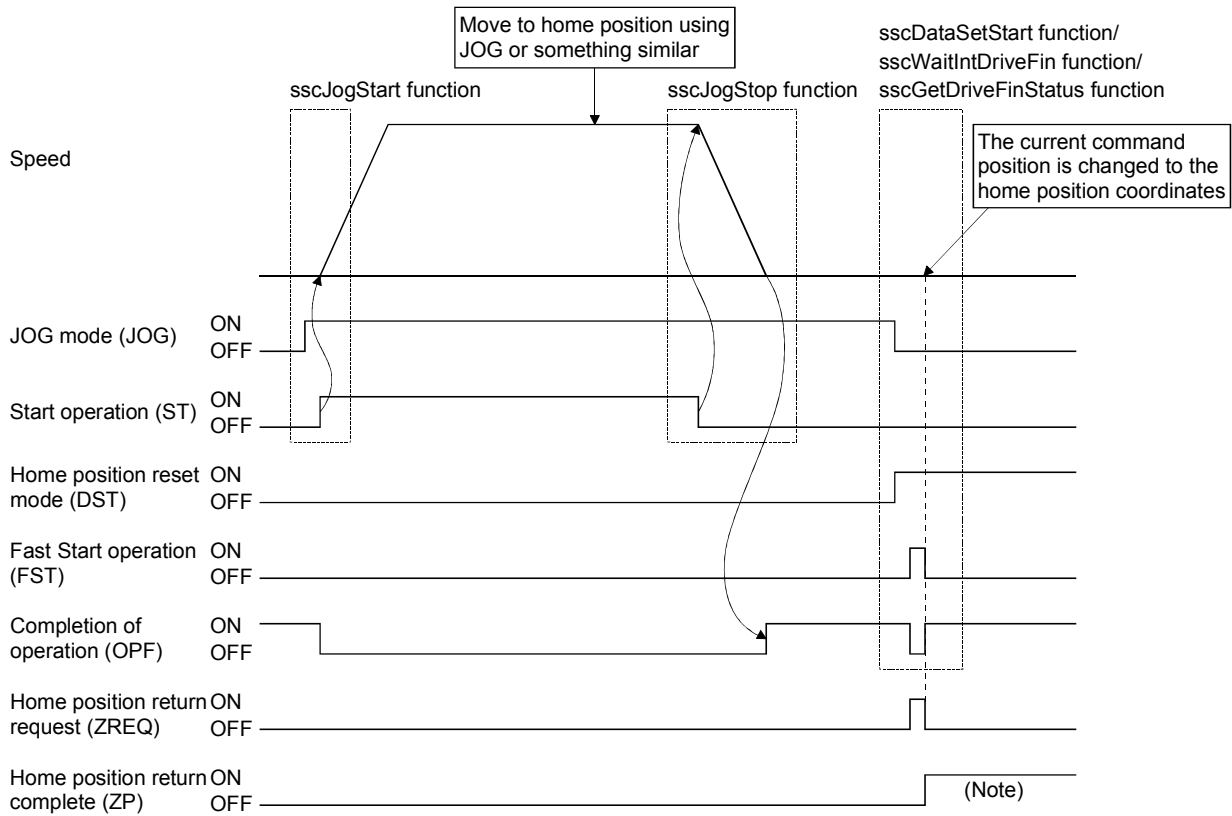 Move to home position using
JOG or something similar
sscDataSetStart function/
sscWaitIntDriveFin function/
sscGetDriveFinStatus function
sscJogStart function
sscJogStop function
The current command
position is changed to the
home position coordinates
Speed
JOG mode (JOG)
ON
OFF
Start operation (ST)
ON
OFF
Home position reset
mode (DST)
ON
OFF
Fast Start operation
(FST)
ON
OFF
Completion of
operation (OPF)
ON
OFF
Home position return
request (ZREQ)
ON
OFF
Home position return
complete (ZP)
ON
OFF
(Note)